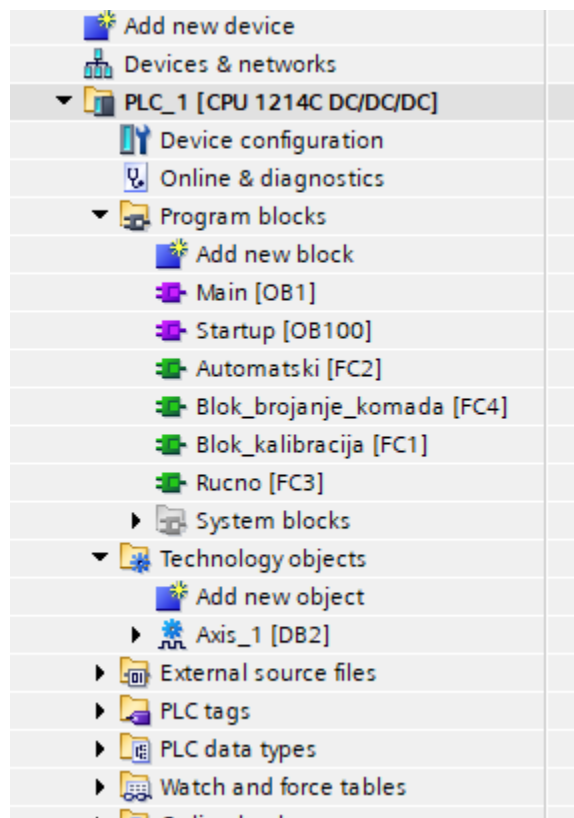 Add new device
Devices & networks
PLC_1 [CPU 1214C DC/DC/DC]
Device configuration
Online & diagnostics
Program blocks
Add new block
Main [OB1]
Startup [OB100]
Automatski [FC2]
Blok_brojanje_komada [FC4]
Blok_kalibracija [FC1]
Rucno [FC3]
System blocks
Technology objects
Add new object
Axis_1 [DB2]
External source files
PLC tags
PLC data types
Watch and force tables